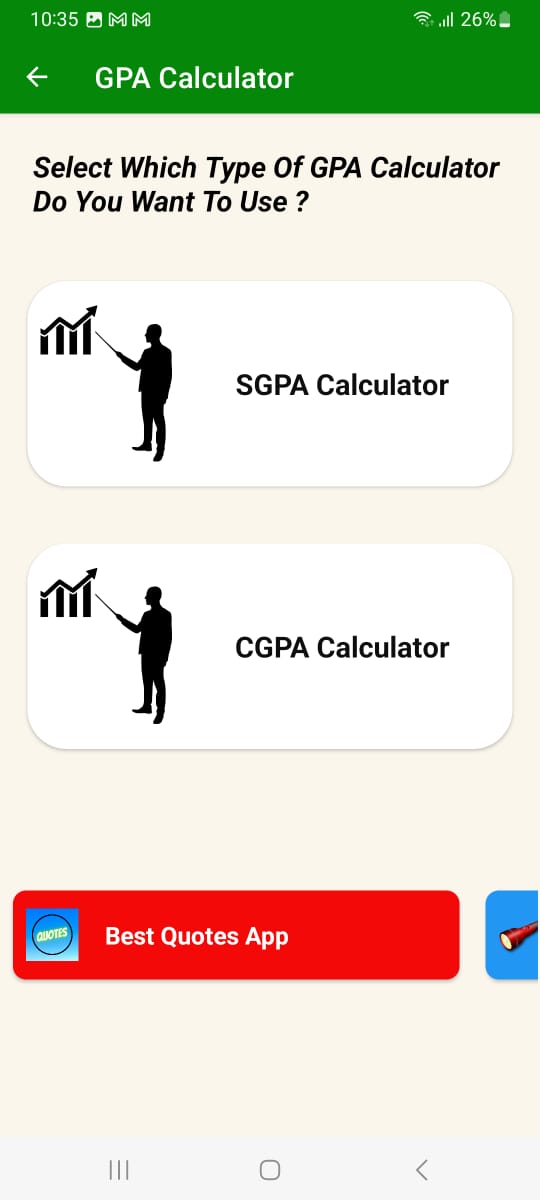 10:35
26%
GPA Calculator
Select Which Type Of GPA Calculator
Do You Want To Use ?
SGPA Calculator
CGPA Calculator
QUOTES
Best Quotes App